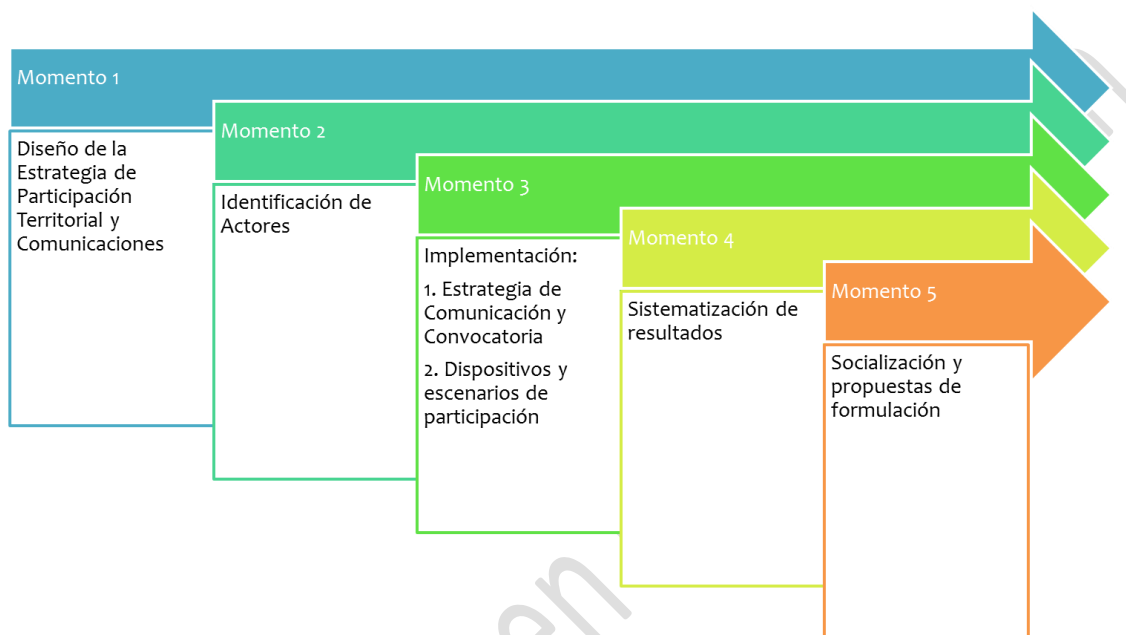 Momento 1
Diseño de la
Estrategia de
Participación
Territorial y
Comunicaciones
Momento 2
Identificación de
Actores
Momento 3
Implementación:
1. Estrategia de
Comunicación y
Convocatoria
2. Dispositivos y
escenarios de
participación
Momento 4
Sistematización de
resultados
Momento 5
Socialización y
propuestas de
formulación
en